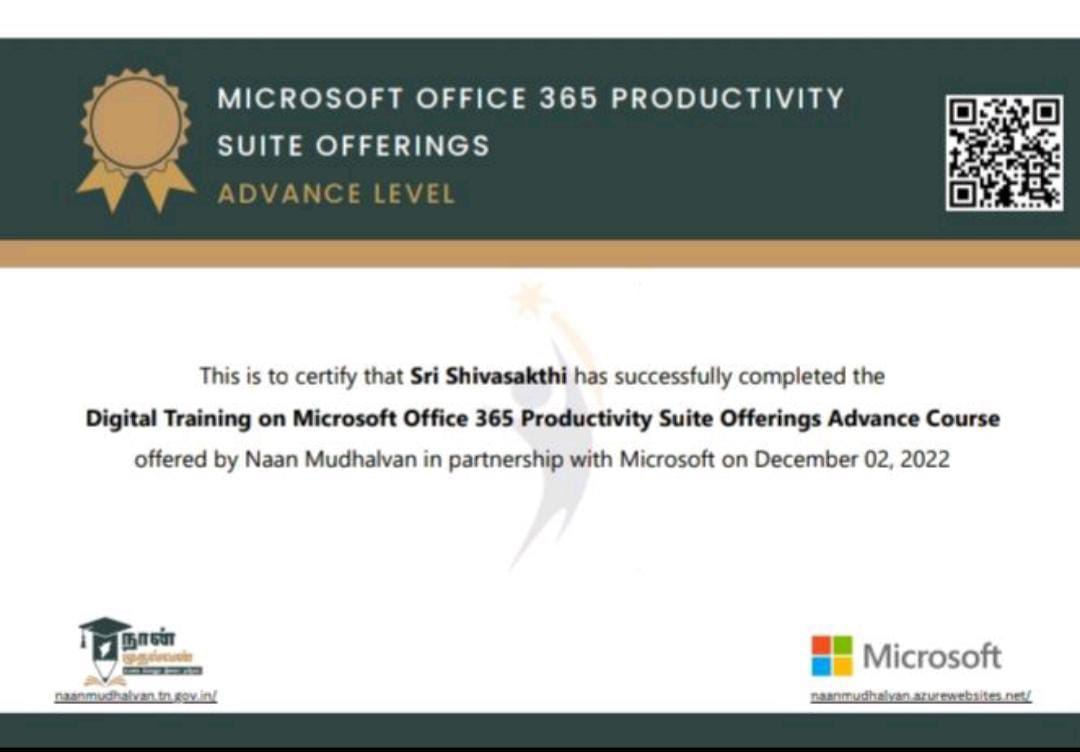 MICROSOFT OFFICE 365 PRODUCTIVITY
SUITE OFFERINGS
ADVANCE LEVEL
This is to certify that Sri Shivasakthi has successfully completed the
Digital Training on Microsoft Office 365 Productivity Suite Offerings Advance Course
offered by Naan Mudhalvan in partnership with Microsoft on December 02, 2022
நான்
முதல்வன்
naanmudhalvan.tn.gov.in/
Microsoft
naanmudhalvan.azurewebsites.net/